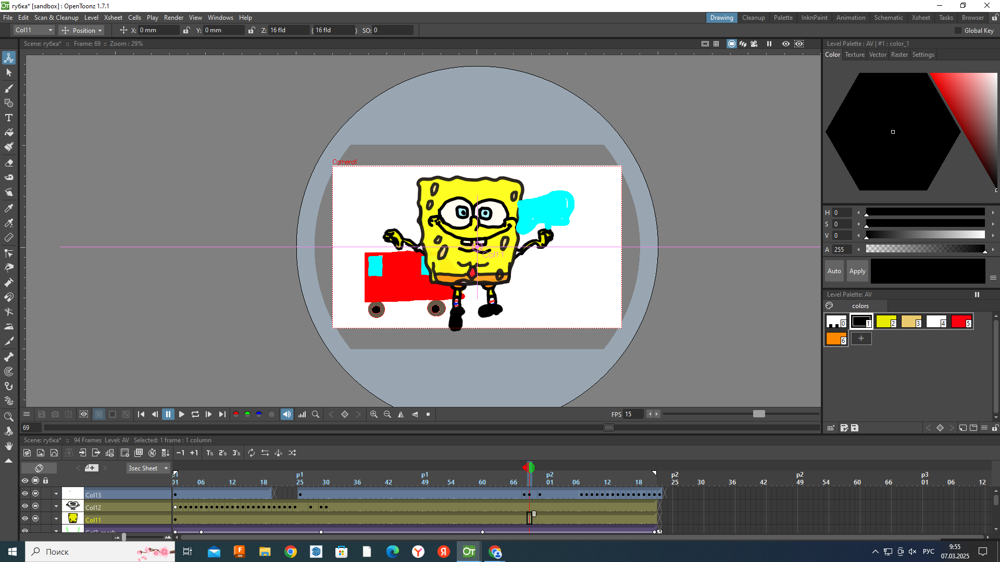 губка* [sandbox] : OpenToonz 1.7.1
File Edit Scan & Cleanup Level Xsheet Cells Play Render View Windows Help
Drawing Cleanup Palette InknPaint Animation Schematic Xsheet Tasks Browser
Col11 Position X: 0 mm Y: 0 mm Z: 16 fld ( 16 fld ) SO: 0
Global Key
Scene: губка* :: Frame: 69 :: Zoom : 29%
Level Palette : AV | #1 : color_1
Color Texture Vector Raster Settings
Camera1
Col11
H 0
S 0
V 0
A 255
Auto Apply
Level Palette: AV
colors
0 1 2 3 4 5
6 +
FPS 15
69
Scene: губка* :: 94 Frames Level: AV Selected: 1 frame : 1 column
-1 +1 1's 2's 3's
3sec Sheet
p1 p1 p2 p2 p2 p3
01 06 12 18 25 30 36 42 49 54 60 66 01 06 12 18 25 30 36 42 49 54 60 66 01 06 12
Col13
Col12
Col11
Col2_mesh
Поиск
РУС
9:55
07.03.2025